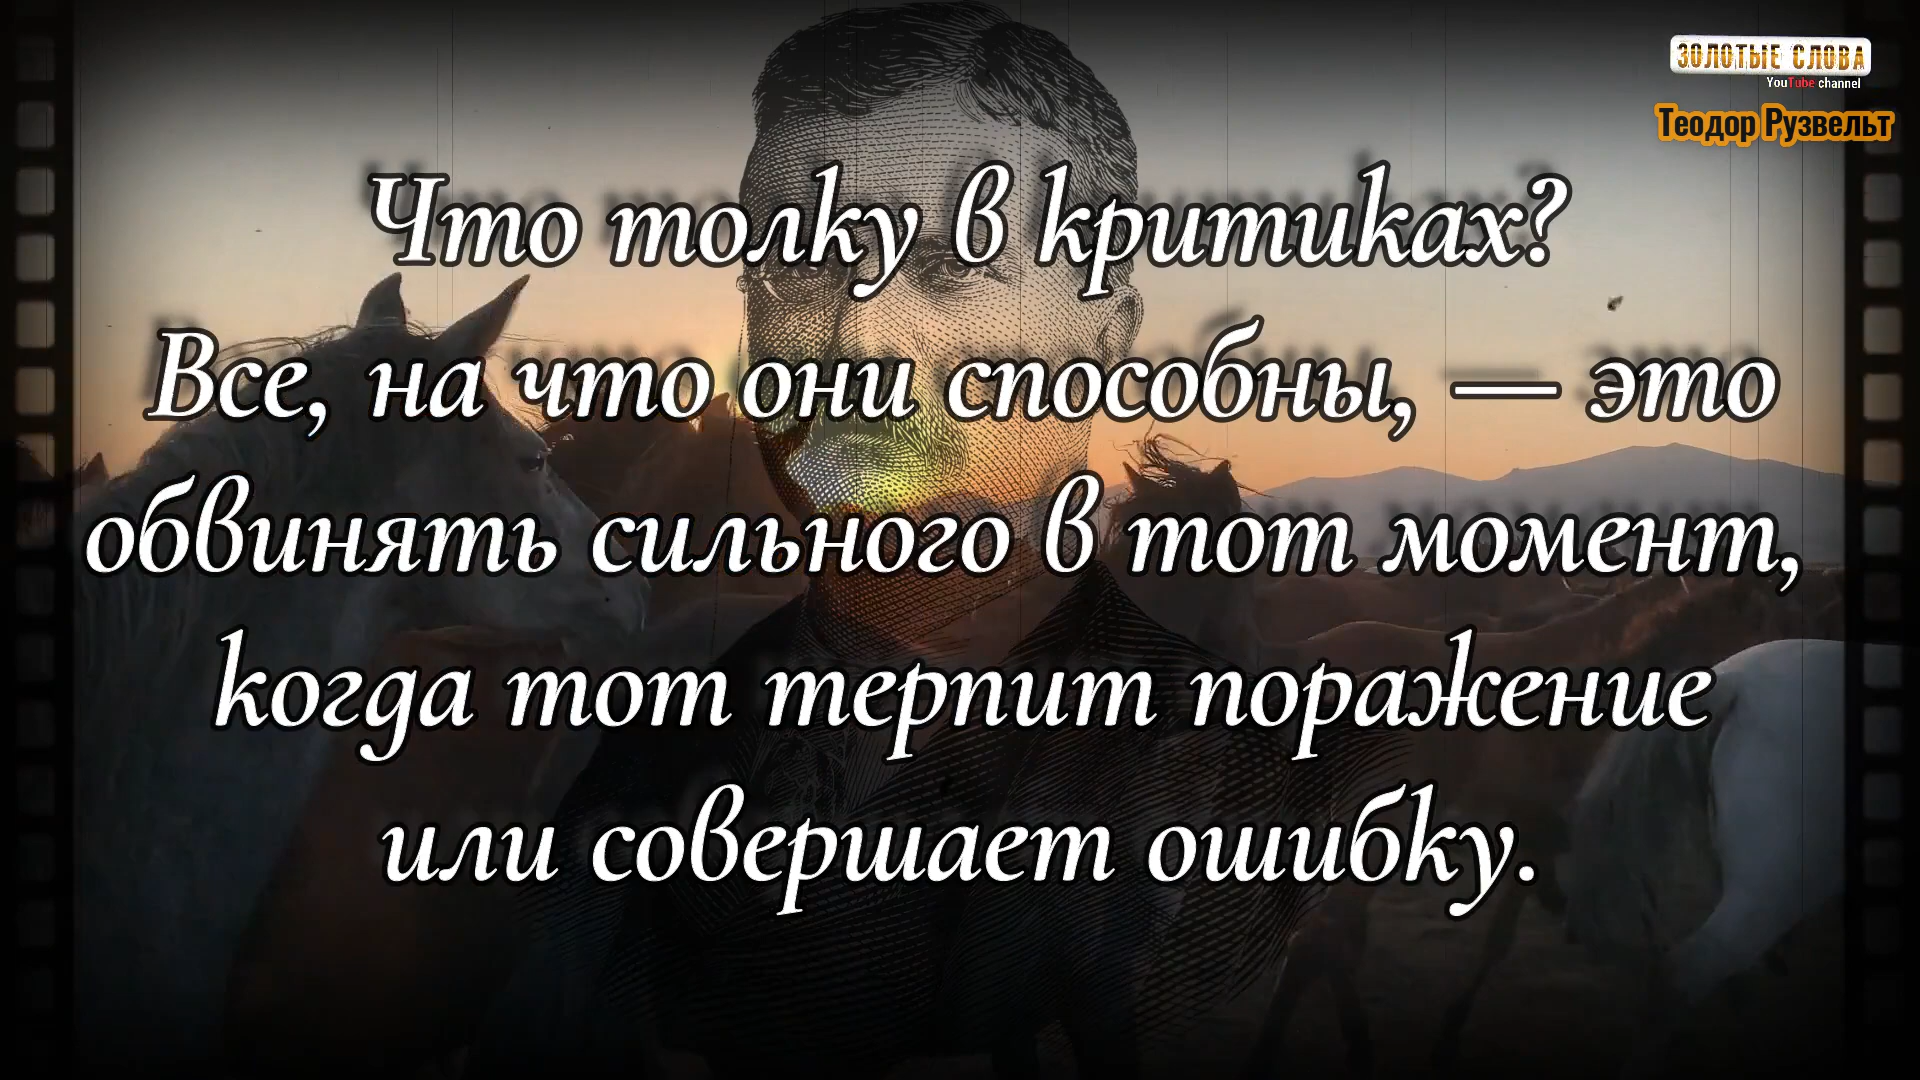 ЗОЛОТЫЕ СЛОВА
YouTube channel
Теодор Рузвельт
Что толку в критиках?
Все, на что они способны, — это
обвинять сильного в тот момент,
когда тот терпит поражение
или совершает ошибку.